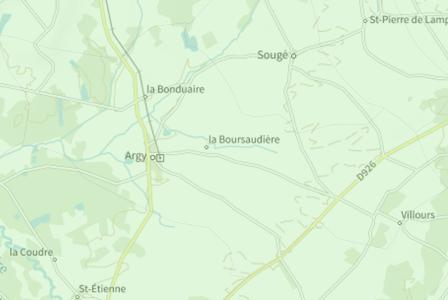 St-Pierre de Lamp
Sougé
la Bonduaire
la Boursaudière
Argy
D926
Villours
la Coudre
St-Étienne